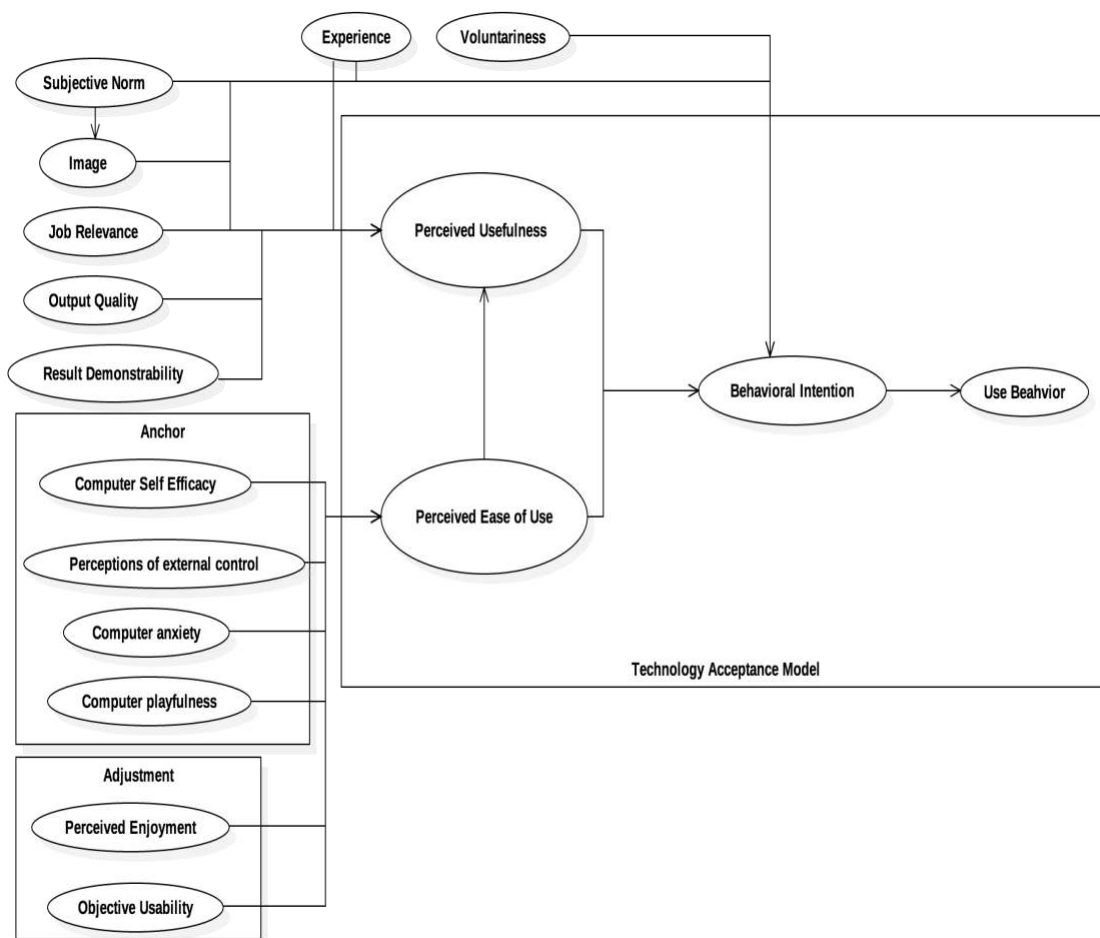 Experience
Voluntariness
Subjective Norm
Image
Job Relevance
Perceived Usefulness
Output Quality
Result Demonstrability
Behavioral Intention
Use Beahvior
Anchor
Computer Self Efficacy
Perceived Ease of Use
Perceptions of external control
Computer anxiety
Technology Acceptance Model
Computer playfulness
Adjustment
Perceived Enjoyment
Objective Usability